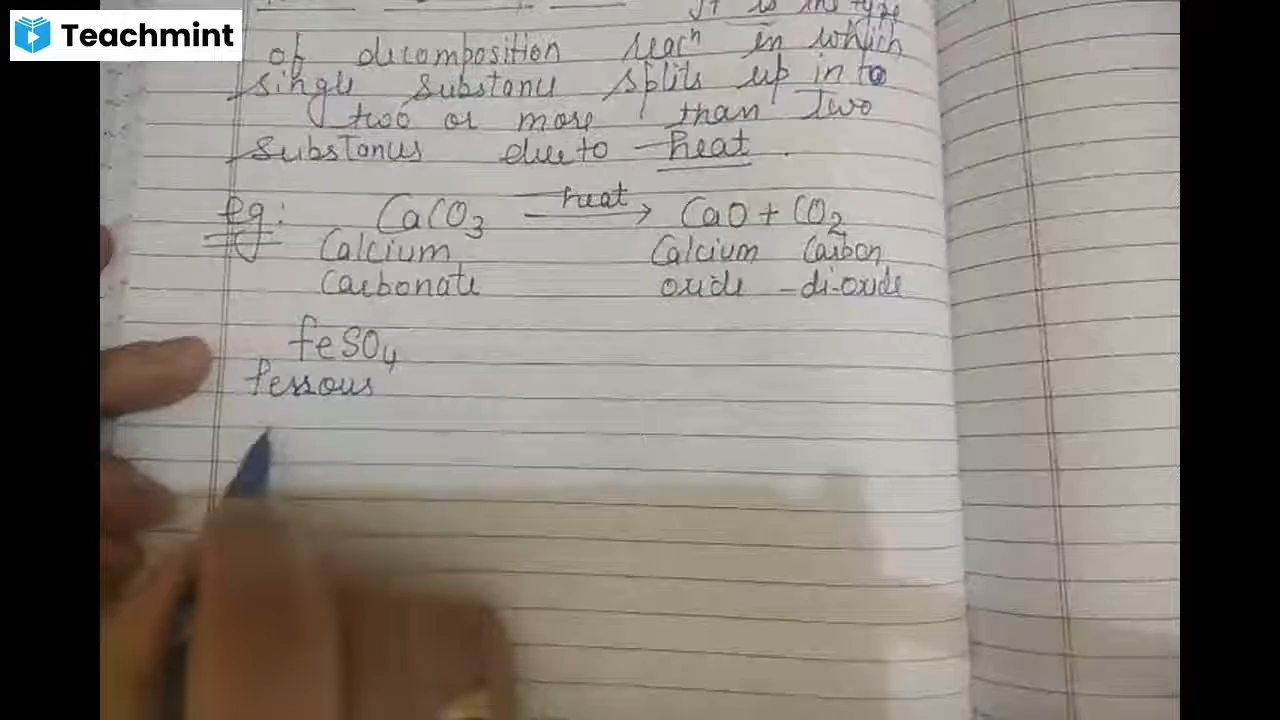 Teachmint
It is the type
of decomposition reacⁿ in which
single substance splits up into
two or more than two
substances due to heat.
eg: CaCO₃ heat → CaO + CO₂
Calcium Calcium Carbon
Carbonate oxide di-oxide
feSO₄
ferrous